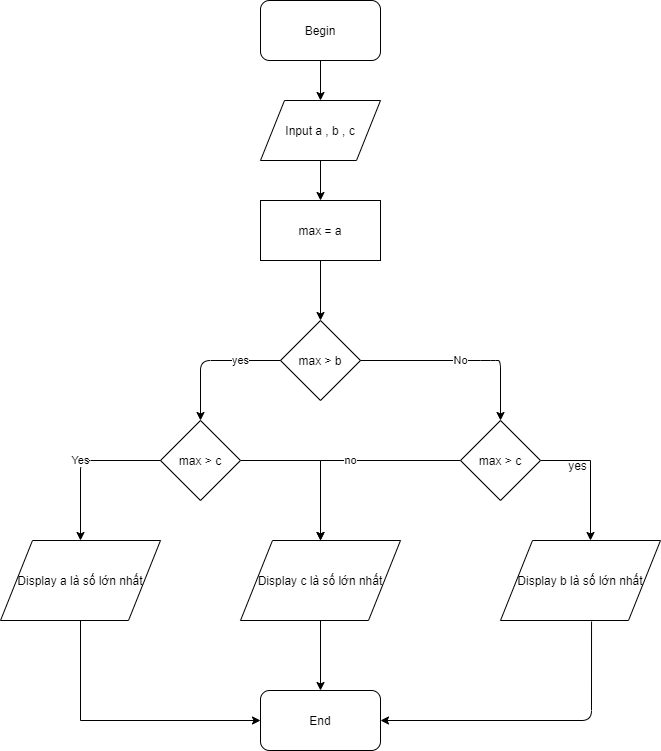 Begin
Input a , b , c
max = a
max > b
yes
No
max > c
max > c
Yes
no
yes
Display a là số lớn nhất
Display c là số lớn nhất
Display b là số lớn nhất
End